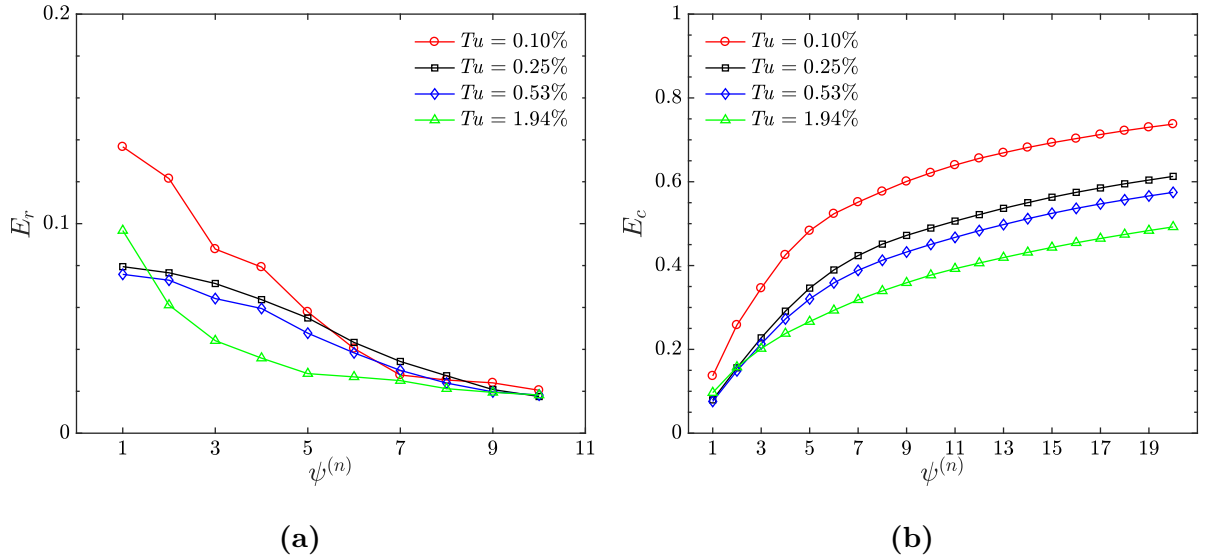 0.2
0.1
0
E_r
1 3 5 7 9 11
ψ^(n)
Tu = 0.10%
Tu = 0.25%
Tu = 0.53%
Tu = 1.94%
(a)
1
0.8
0.6
0.4
0.2
0
E_c
1 3 5 7 9 11 13 15 17 19
ψ^(n)
Tu = 0.10%
Tu = 0.25%
Tu = 0.53%
Tu = 1.94%
(b)